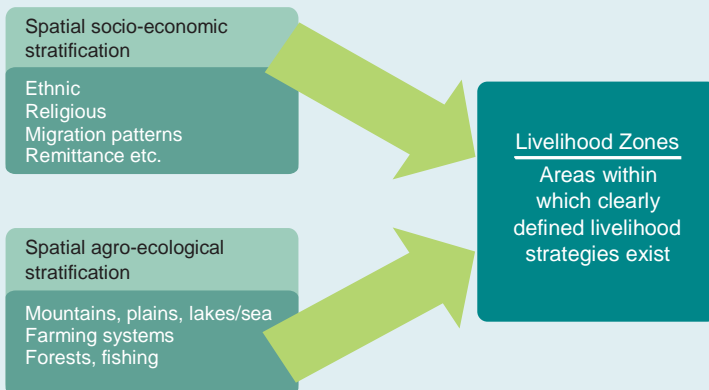 Spatial socio-economic
stratification
Ethnic
Religious
Migration patterns
Remittance etc.
Spatial agro-ecological
stratification
Mountains, plains, lakes/sea
Farming systems
Forests, fishing
Livelihood Zones
Areas within
which clearly
defined livelihood
strategies exist